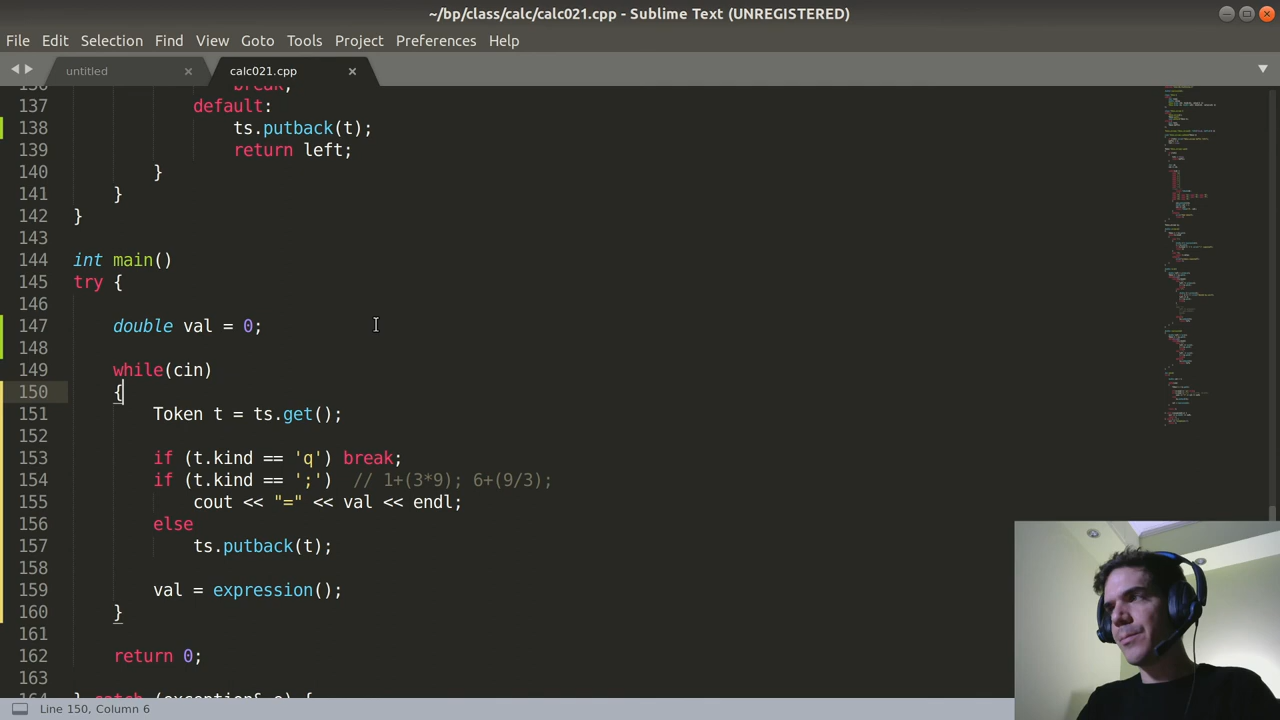 ~/bp/class/calc/calc021.cpp - Sublime Text (UNREGISTERED)
File Edit Selection Find View Goto Tools Project Preferences Help
untitled calc021.cpp
136 break;
137 default:
138 ts.putback(t);
139 return left;
140 }
141 }
142 }
143
144 int main()
145 try {
146
147 double val = 0;
148
149 while(cin)
150 {
151 Token t = ts.get();
152
153 if (t.kind == 'q') break;
154 if (t.kind == ';') // 1+(3*9); 6+(9/3);
155 cout << "=" << val << endl;
156 else
157 ts.putback(t);
158
159 val = expression();
160 }
161
162 return 0;
163
164 } catch (exception& e) {
Line 150, Column 6